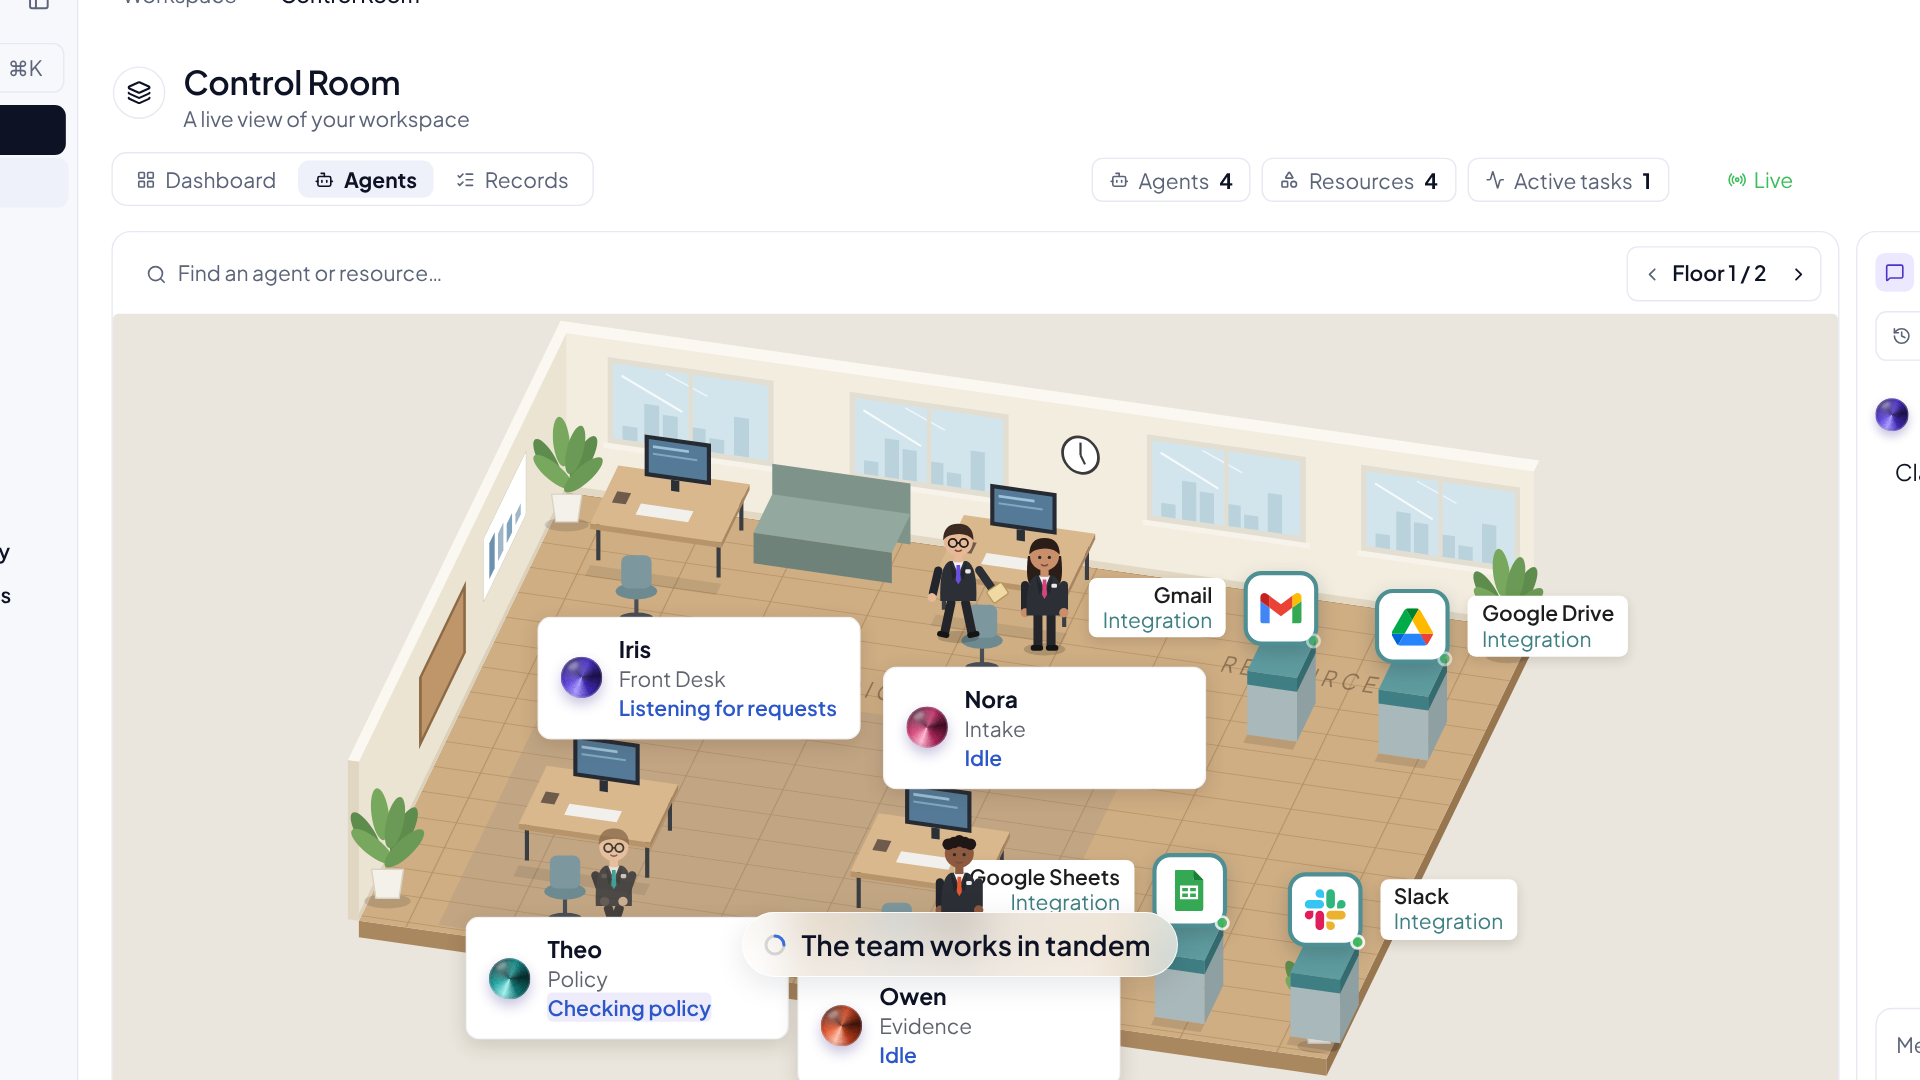 Workspace
Control Room
⌘K
Control Room
A live view of your workspace
Dashboard
Agents
Records
Agents 4
Resources 4
Active tasks 1
Live
Find an agent or resource...
Floor 1 / 2
Gmail
Integration
Google Drive
Integration
Iris
Front Desk
Listening for requests
Nora
Intake
Idle
Google Sheets
Integration
Slack
Integration
The team works in tandem
Theo
Policy
Checking policy
Owen
Evidence
Idle